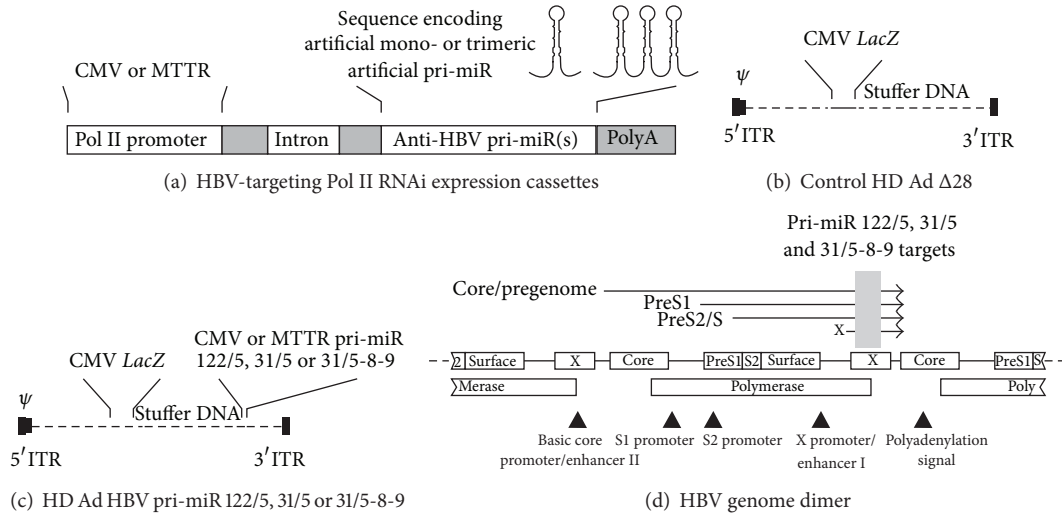 Sequence encoding
artificial mono- or trimeric
artificial pri-miR
CMV or MTTR
Pol II promoter
Intron
Anti-HBV pri-miR(s)
PolyA
(a) HBV-targeting Pol II RNAi expression cassettes
CMV LacZ
ψ
Stuffer DNA
5′ITR
3′ITR
(b) Control HD Ad Δ28
CMV or MTTR pri-miR
CMV LacZ
122/5, 31/5 or 31/5-8-9
ψ
Stuffer DNA
5′ITR
3′ITR
(c) HD Ad HBV pri-miR 122/5, 31/5 or 31/5-8-9
Pri-miR 122/5, 31/5
and 31/5-8-9 targets
Core/pregenome
PreS1
PreS2/S
X
2 Surface X Core PreS1 S2 Surface X Core PreS1 S
Merase Polymerase Poly
Basic core
promoter/enhancer II
S1 promoter
S2 promoter
X promoter/
enhancer I
Polyadenylation
signal
(d) HBV genome dimer